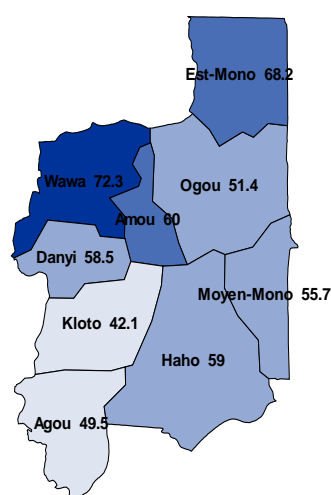 Est-Mono 68.2
Wawa 72.3
Ogou 51.4
Amou 60
Danyi 58.5
Moyen-Mono 55.7
Kloto 42.1
Haho 59
Agou 49.5